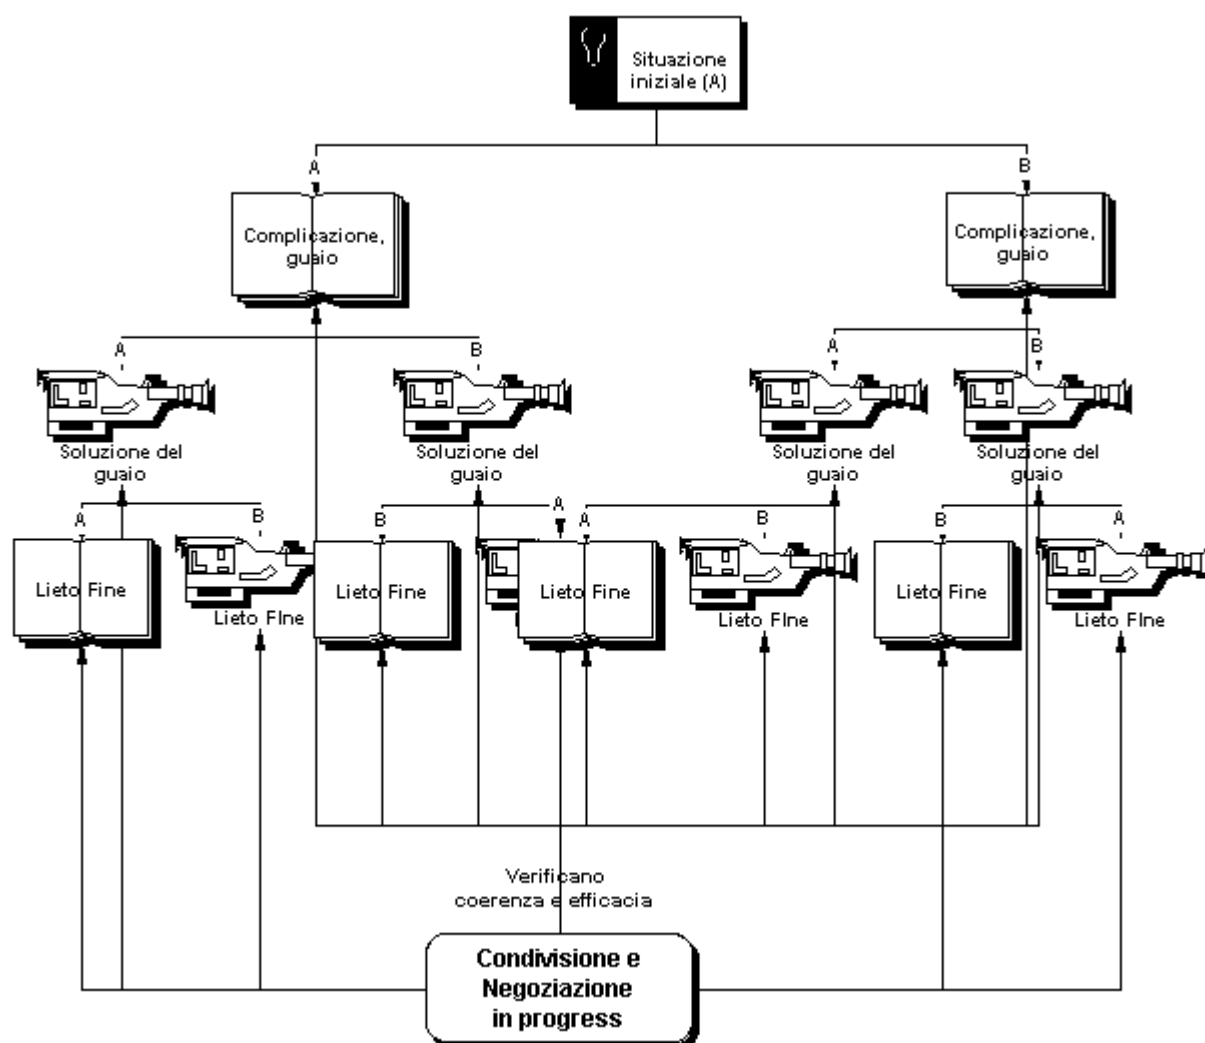 Situazione
iniziale (A)
A
B
Complicazione,
guaio
Complicazione,
guaio
A
B
A
B
Soluzione del
guaio
Soluzione del
guaio
Soluzione del
guaio
Soluzione del
guaio
A
B
B
A
A
B
B
A
Lieto Fine
Lieto FIne
Lieto Fine
Lieto Fine
Lieto FIne
Lieto Fine
Lieto FIne
Verificano
coerenza e efficacia
Condivisione e
Negoziazione
in progress